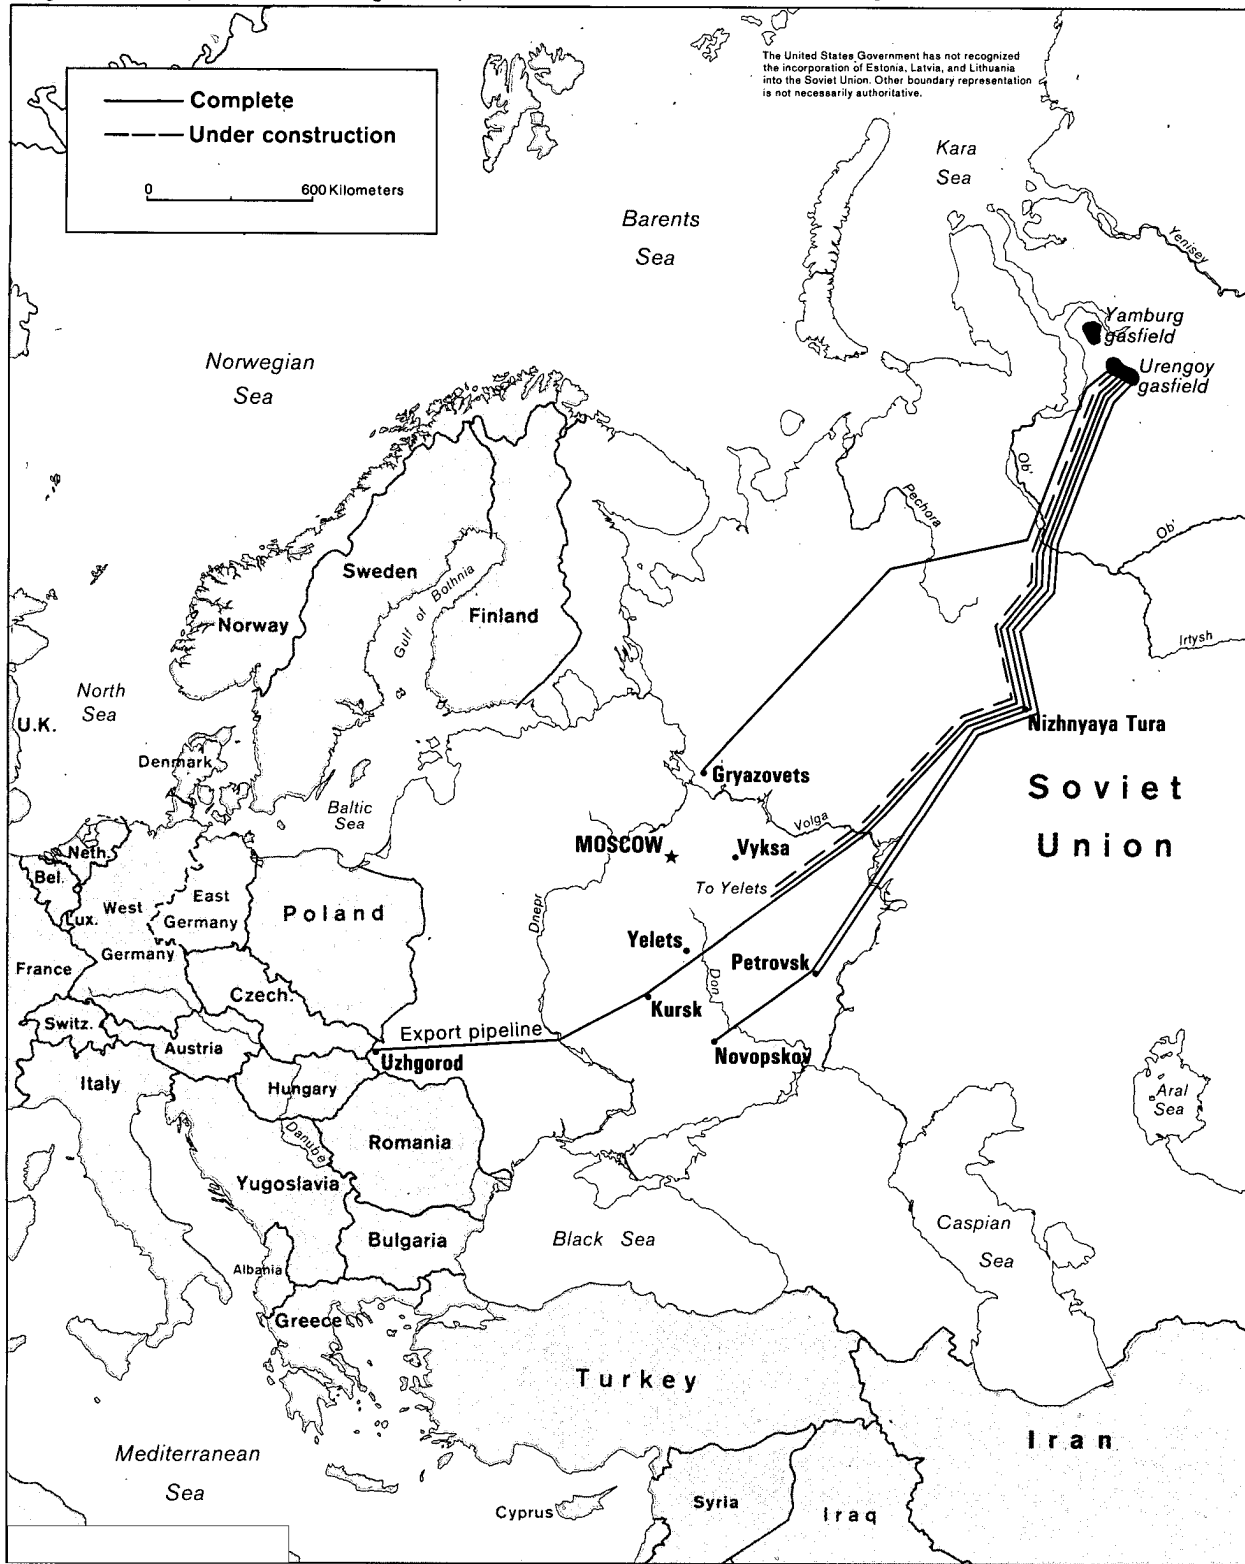 The United States Government has not recognized
the incorporation of Estonia, Latvia, and Lithuania
into the Soviet Union. Other boundary representation
is not necessarily authoritative.
Complete
Under construction
0 600 Kilometers
Kara
Sea
Barents
Sea
Yenisey
Yamburg
gasfield
Urengoy
gasfield
Norwegian
Sea
Ob'
Pechora
Ob'
Irtysh
Sweden
Gulf of Bothnia
Finland
Norway
North
Sea
U.K.
Denmark
Baltic
Sea
Nizhnyaya Tura
Gryazovets
Soviet
Union
Volga
MOSCOW
Vyksa
To Yelets
Neth.
Bel.
Lux.
West
Germany
East
Germany
Poland
Dnepr
Yelets
Petrovsk
Don
France
Czech.
Kursk
Switz.
Austria
Export pipeline
Uzhgorod
Novopskov
Italy
Hungary
Aral
Sea
Danube
Romania
Yugoslavia
Caspian
Sea
Bulgaria
Black Sea
Albania
Greece
Turkey
Iran
Mediterranean
Sea
Cyprus
Syria
Iraq